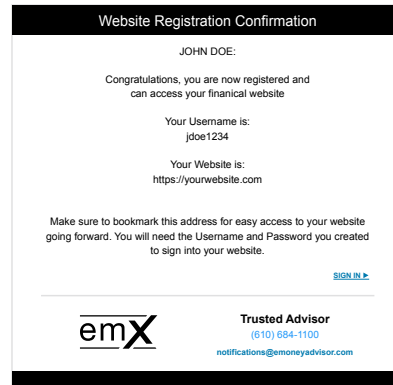 Website Registration Confirmation
JOHN DOE:
Congratulations, you are now registered and
can access your finanical website
Your Username is:
jdoe1234
Your Website is:
https://yourwebsite.com
Make sure to bookmark this address for easy access to your website
going forward. You will need the Username and Password you created
to sign into your website.
SIGN IN ►
emX
Trusted Advisor
(610) 684-1100
notifications@emoneyadvisor.com